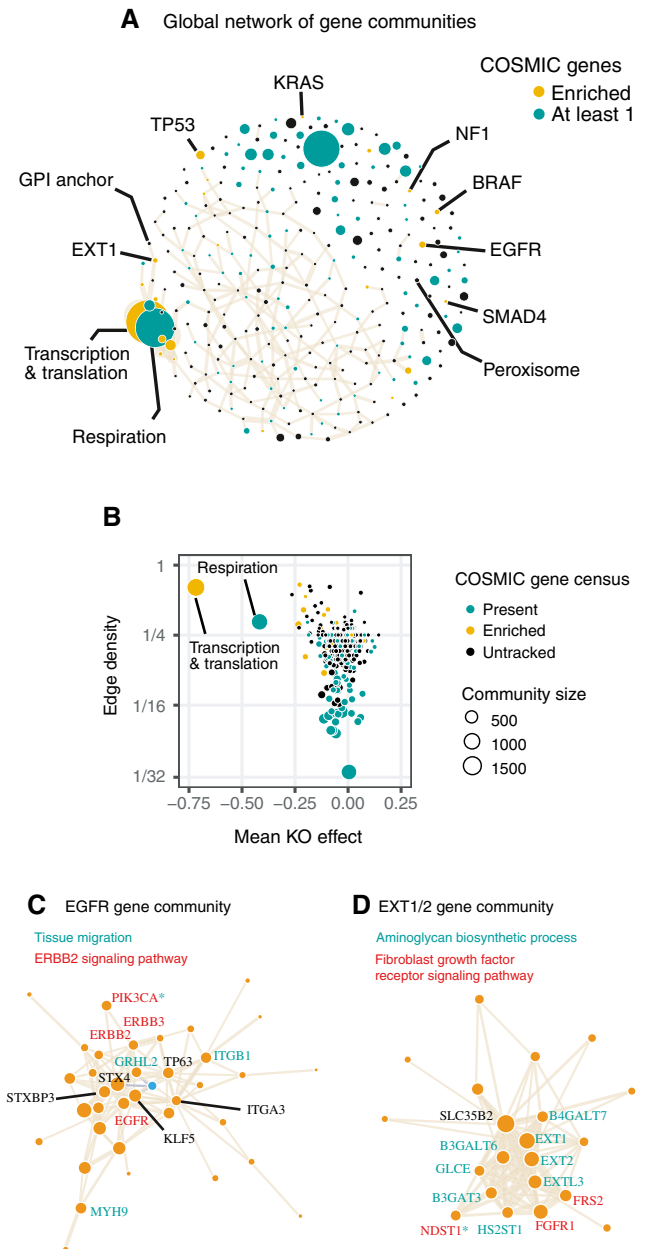 A Global network of gene communities
COSMIC genes
Enriched
At least 1
KRAS
TP53
NF1
GPI anchor
BRAF
EXT1
EGFR
SMAD4
Transcription
& translation
Peroxisome
Respiration
B
1
1/4
1/16
1/32
Edge density
Respiration
Transcription
& translation
−0.75 −0.50 −0.25 0.00 0.25
Mean KO effect
COSMIC gene census
Present
Enriched
Untracked
Community size
500
1000
1500
C EGFR gene community
Tissue migration
ERBB2 signaling pathway
PIK3CA*
ERBB3
ERBB2
GRHL2 TP63 ITGB1
STX4
STXBP3
ITGA3
EGFR
KLF5
MYH9
D EXT1/2 gene community
Aminoglycan biosynthetic process
Fibroblast growth factor
receptor signaling pathway
SLC35B2 B4GALT7
B3GALT6 EXT1
EXT2
GLCE
EXTL3
B3GAT3 FRS2
NDST1* HS2ST1 FGFR1